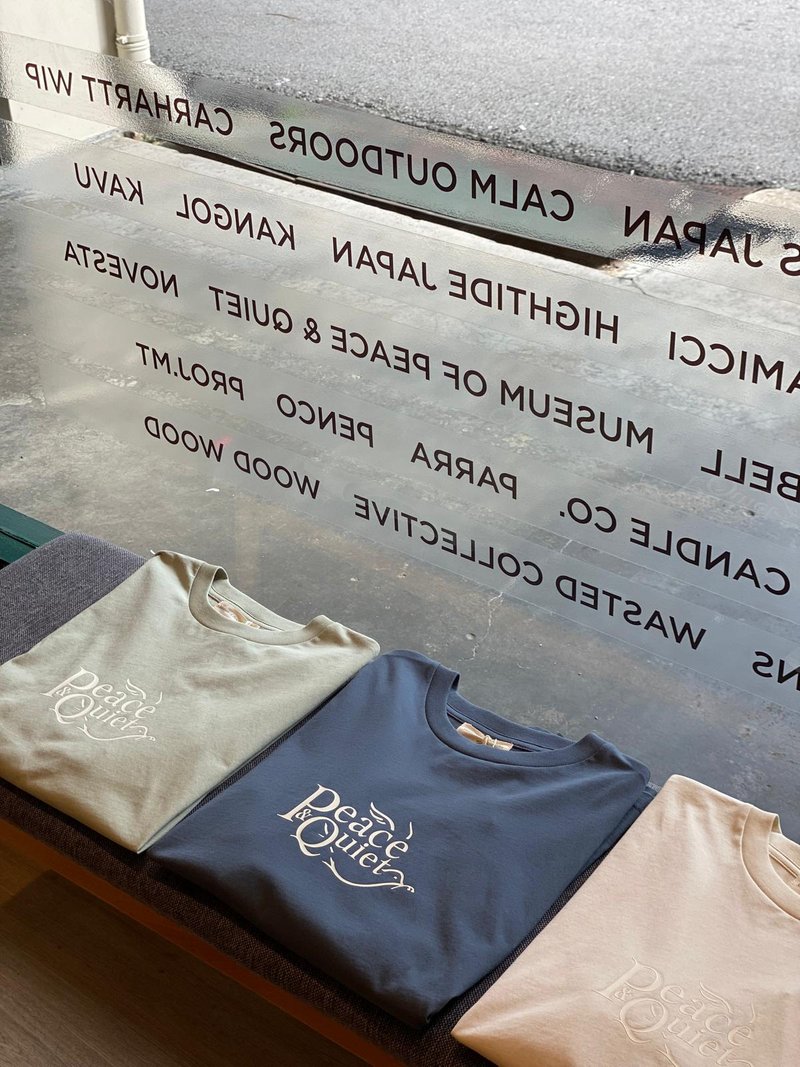 S JAPAN CALM OUTDOORS CARHARTT WIP
AMICCI HIGHTIDE JAPAN KANGOL KAVU
BELL MUSEUM OF PEACE & QUIET NOVESTA
CANDLE CO. PARRA PENCO PROJ.MT
NS WASTED COLLECTIVE WOOD WOOD
Peace
& Quiet
Peace
& Quiet
Peace
& Quiet